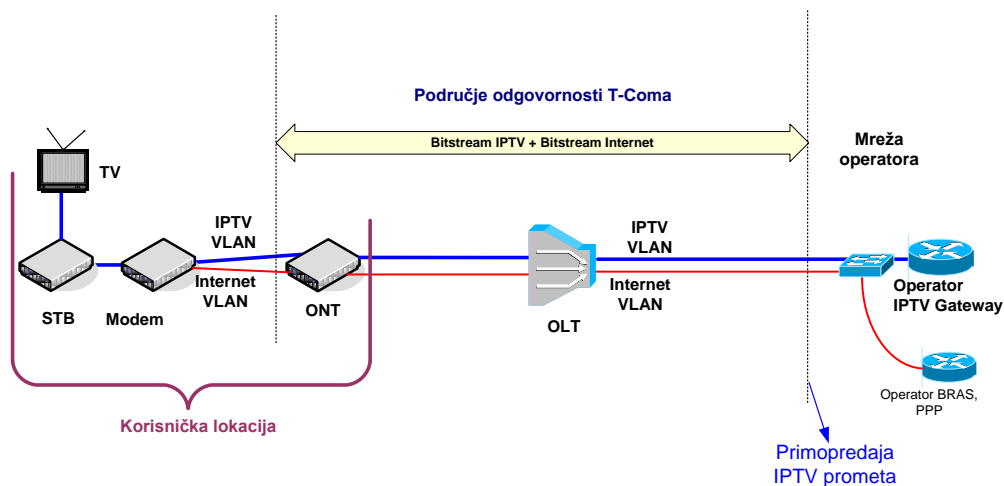 Područje odgovornosti T-Coma
Bitstream IPTV + Bitstream Internet
Mreža
operatora
TV
IPTV
VLAN
Internet
VLAN
STB
Modem
ONT
OLT
IPTV
VLAN
Internet
VLAN
Operator
IPTV Gateway
Operator BRAS,
PPP
Korisnička lokacija
Primopredaja
IPTV prometa